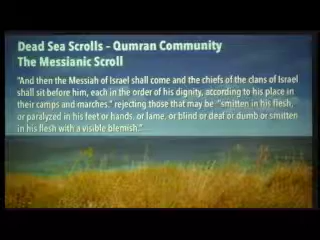 Dead Sea Scrolls - Qumran Community
The Messianic Scroll
"And then the Messiah of Israel shall come and the chiefs of the clans of Israel
shall sit before him, each in the order of his dignity, according to his place in
their camps and marches." rejecting those that may be "smitten in his flesh,
or paralyzed in his feet or hands, or lame, or blind or deaf or dumb or smitten
in his flesh with a visible blemish."